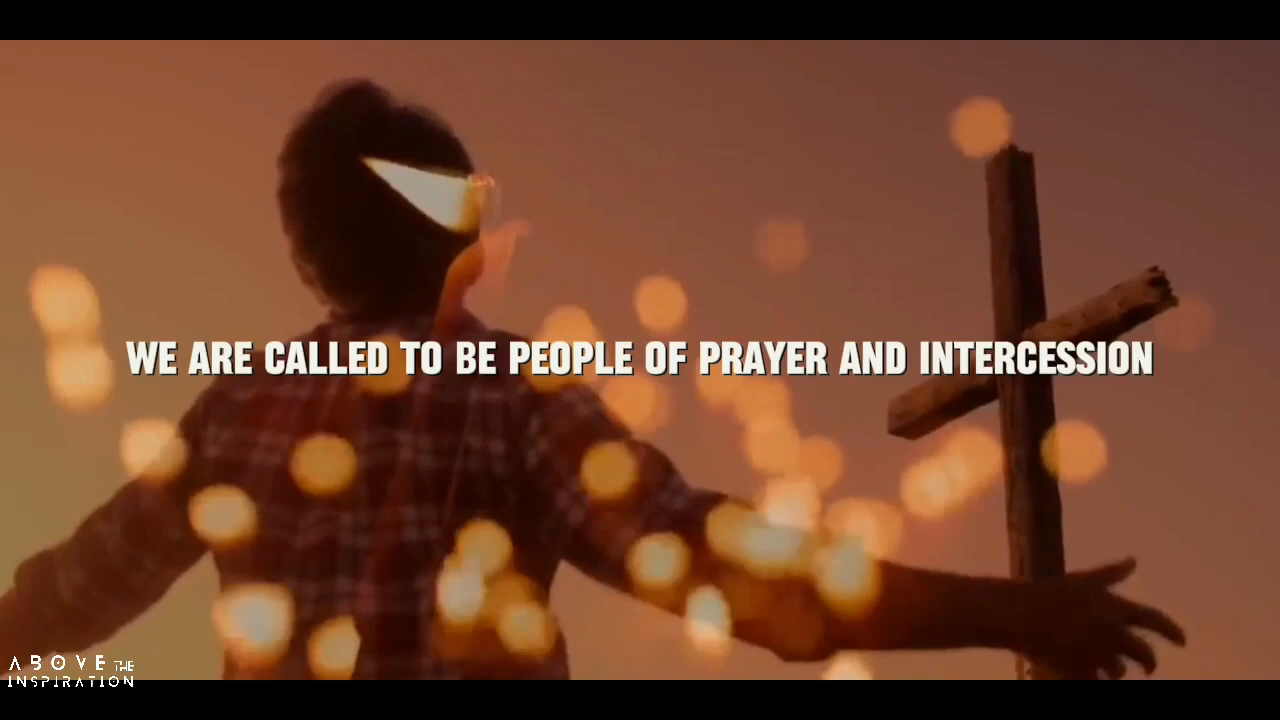 WE ARE CALLED TO BE PEOPLE OF PRAYER AND INTERCESSION
ABOVE THE
INSPIRATION